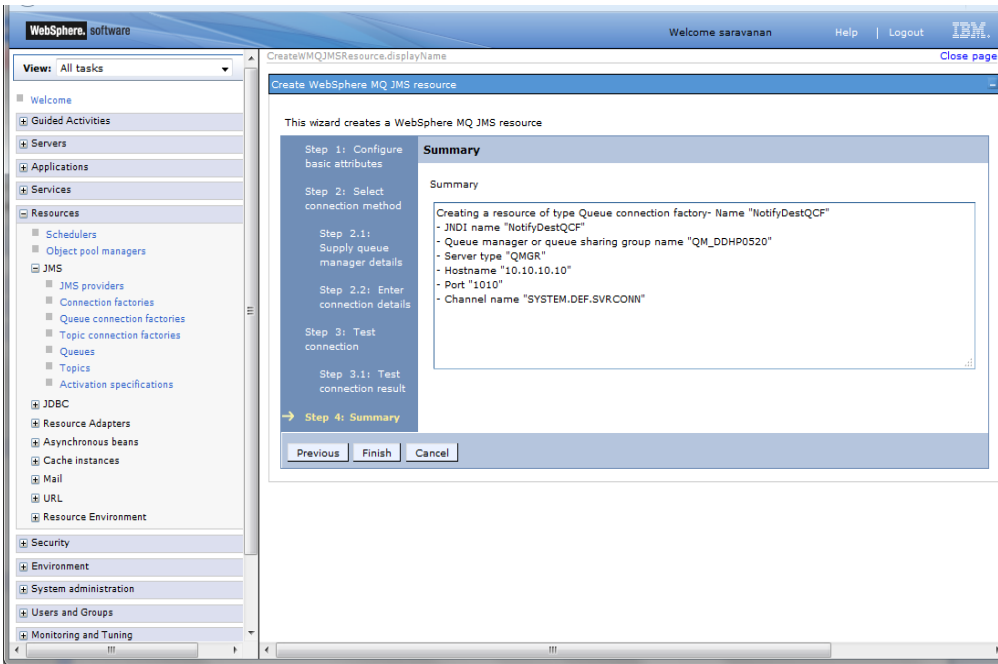 WebSphere. software
Welcome saravanan
Help | Logout
IBM.
View: All tasks
Welcome
Guided Activities
Servers
Applications
Services
Resources
Schedulers
Object pool managers
JMS
JMS providers
Connection factories
Queue connection factories
Topic connection factories
Queues
Topics
Activation specifications
JDBC
Resource Adapters
Asynchronous beans
Cache instances
Mail
URL
Resource Environment
Security
Environment
System administration
Users and Groups
Monitoring and Tuning
CreateWMQJMSResource.displayName
Close page
Create WebSphere MQ JMS resource
This wizard creates a WebSphere MQ JMS resource
Step 1: Configure
basic attributes
Step 2: Select
connection method
Step 2.1:
Supply queue
manager details
Step 2.2: Enter
connection details
Step 3: Test
connection
Step 3.1: Test
connection result
Step 4: Summary
Summary
Summary
Creating a resource of type Queue connection factory- Name "NotifyDestQCF"
- JNDI name "NotifyDestQCF"
- Queue manager or queue sharing group name "QM_DDHP0520"
- Server type "QMGR"
- Hostname "10.10.10.10"
- Port "1010"
- Channel name "SYSTEM.DEF.SVRCONN"
Previous Finish Cancel